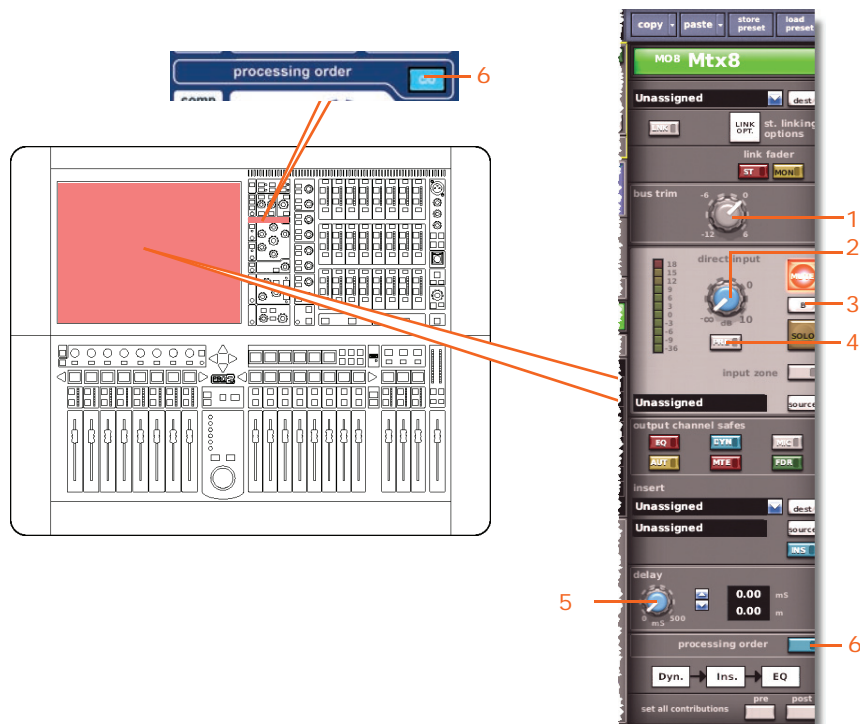 processing order
6
comp
copy paste store preset load preset
MO8 Mtx8
Unassigned dest
LINK LINK OPT. st. linking options
link fader
ST MON
bus trim
-6 0
-12 6
1
2
direct input
18
15
12
9
6
3
0
-3
-6
-9
-36
0
-∞ dB 10
B 3
SOLO
4
input zone
Unassigned source
output channel safes
EQ DYN MIC
AUT MTE FDR
insert
Unassigned dest
Unassigned source
INS
delay
5
0 mS 500
0.00 mS
0.00 m
processing order
6
Dyn. Ins. EQ
set all contributions pre post